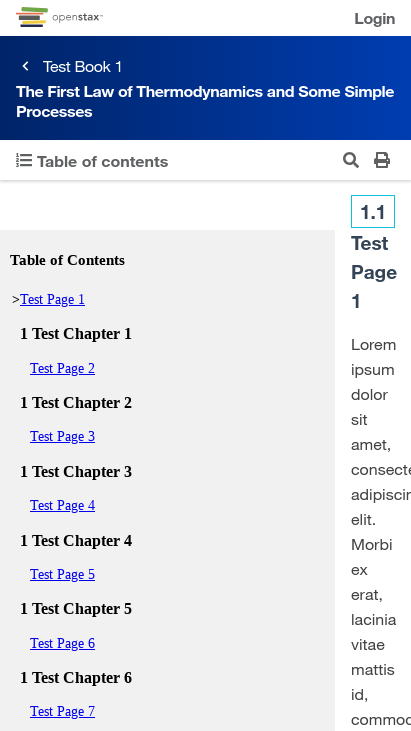 openstax™
Login
Test Book 1
The First Law of Thermodynamics and Some Simple
Processes
Table of contents
Table of Contents
>Test Page 1
1 Test Chapter 1
Test Page 2
1 Test Chapter 2
Test Page 3
1 Test Chapter 3
Test Page 4
1 Test Chapter 4
Test Page 5
1 Test Chapter 5
Test Page 6
1 Test Chapter 6
Test Page 7
1.1
Test
Page
1
Lorem
ipsum
dolor
sit
amet,
consecte
adipiscin
elit.
Morbi
ex
erat,
lacinia
vitae
mattis
id,
commod